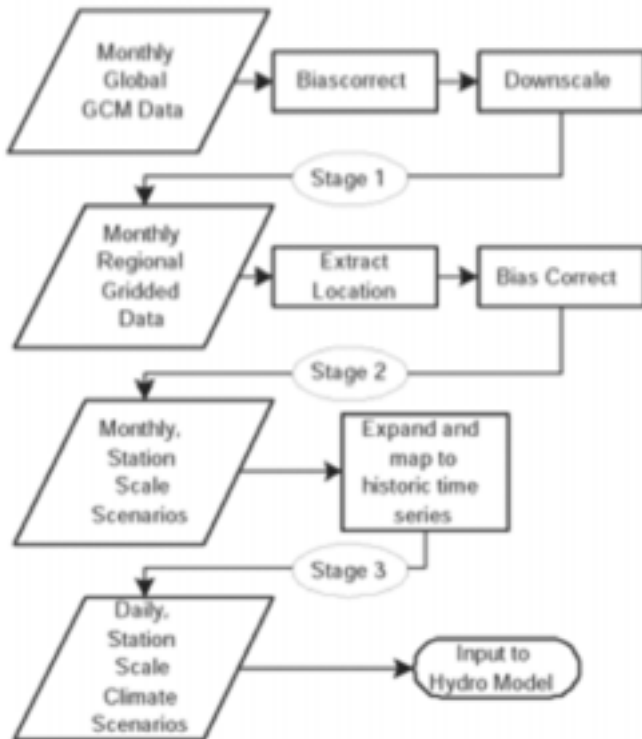 Monthly
Global
GCM Data
Biascorrect
Downscale
Stage 1
Monthly
Regional
Gridded
Data
Extract
Location
Bias Correct
Stage 2
Monthly,
Station
Scale
Scenarios
Expand and
map to
historic time
series
Stage 3
Daily,
Station
Scale
Climate
Scenarios
Input to
Hydro Model